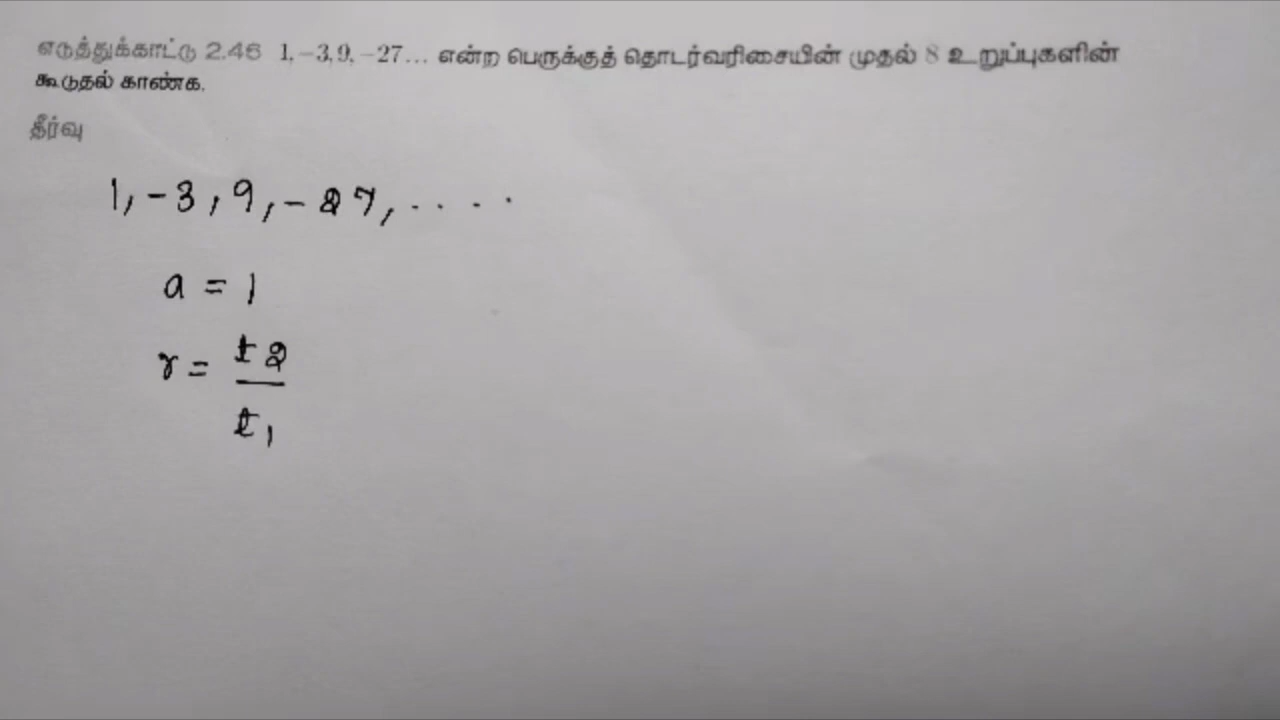 எடுத்துக்காட்டு 2.46 1, −3, 9, −27... என்ற பெருக்குத் தொடர்வரிசையின் முதல் 8 உறுப்புகளின்
கூடுதல் காண்க.
தீர்வு
1, -3, 9, -27, ....
a = 1
r = t2
t1